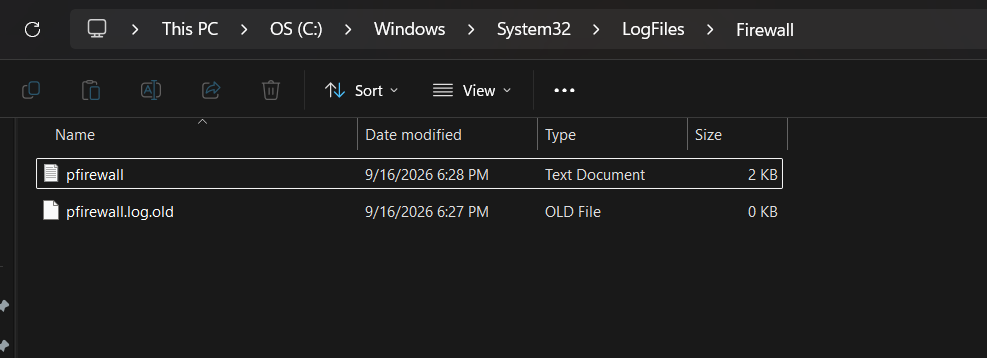 This PC > OS (C:) > Windows > System32 > LogFiles > Firewall
Sort View
Name Date modified Type Size
pfirewall 9/16/2026 6:28 PM Text Document 2 KB
pfirewall.log.old 9/16/2026 6:27 PM OLD File 0 KB